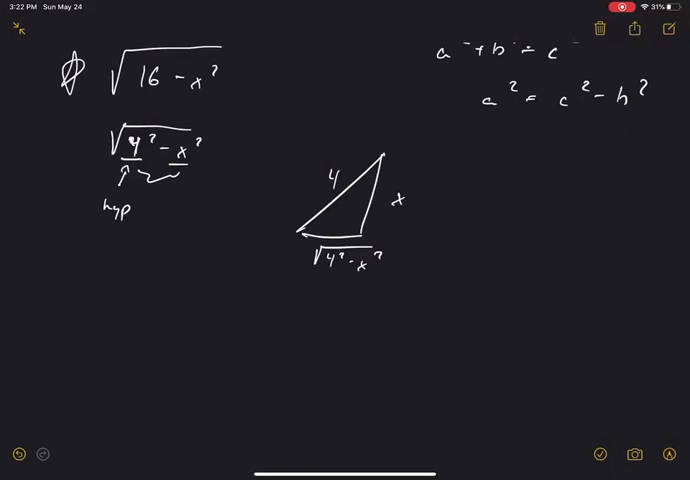 3:22 PM Sun May 24
31%
√16 - x²
a + b = c
a² = c² - b²
√4² - x²
hyp
4
x
√4² - x²